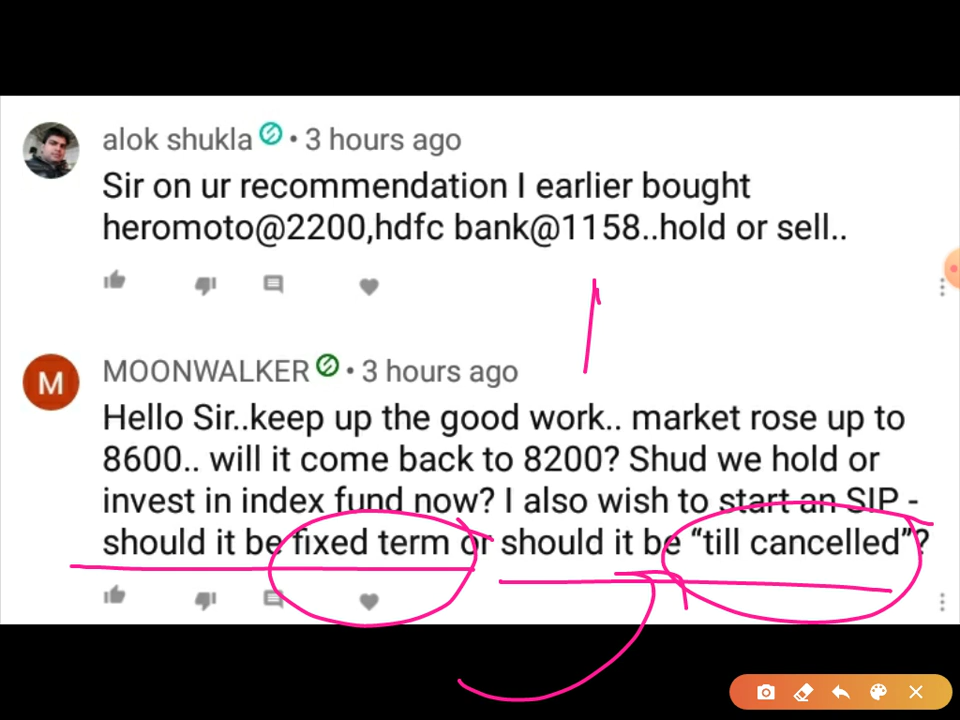 alok shukla • 3 hours ago
Sir on ur recommendation I earlier bought
heromoto@2200,hdfc bank@1158..hold or sell..
M
MOONWALKER • 3 hours ago
Hello Sir..keep up the good work.. market rose up to
8600.. will it come back to 8200? Shud we hold or
invest in index fund now? I also wish to start an SIP -
should it be fixed term or should it be “till cancelled”?